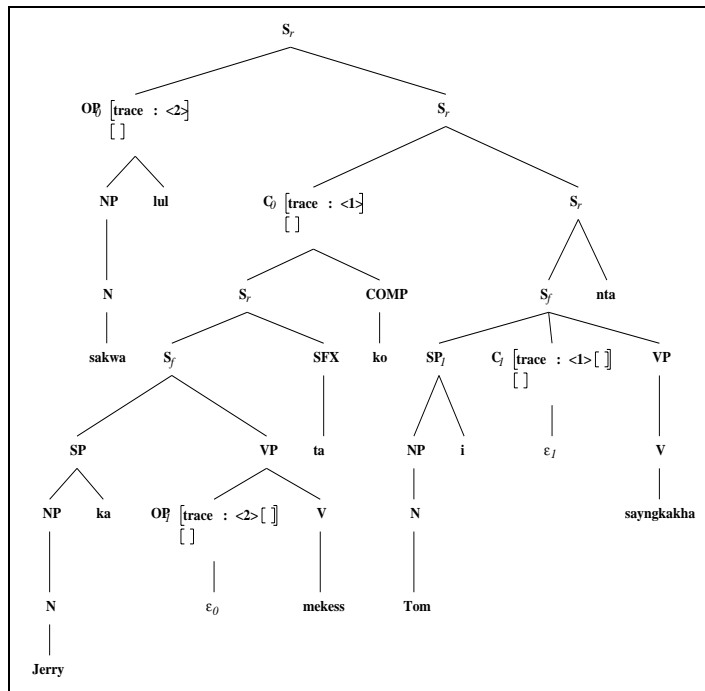 S_r
OP_0 [trace : <2>] S_r
[ ]
NP lul C_0 [trace : <1>] S_r
[ ]
N S_r COMP S_f nta
sakwa S_f SFX ko SP_1 C_1 [trace : <1> [ ]] VP
[ ]
SP VP ta NP i ε_1 V
NP ka OP_1 [trace : <2> [ ]] V N sayngkakha
[ ]
N ε_0 mekess Tom
Jerry